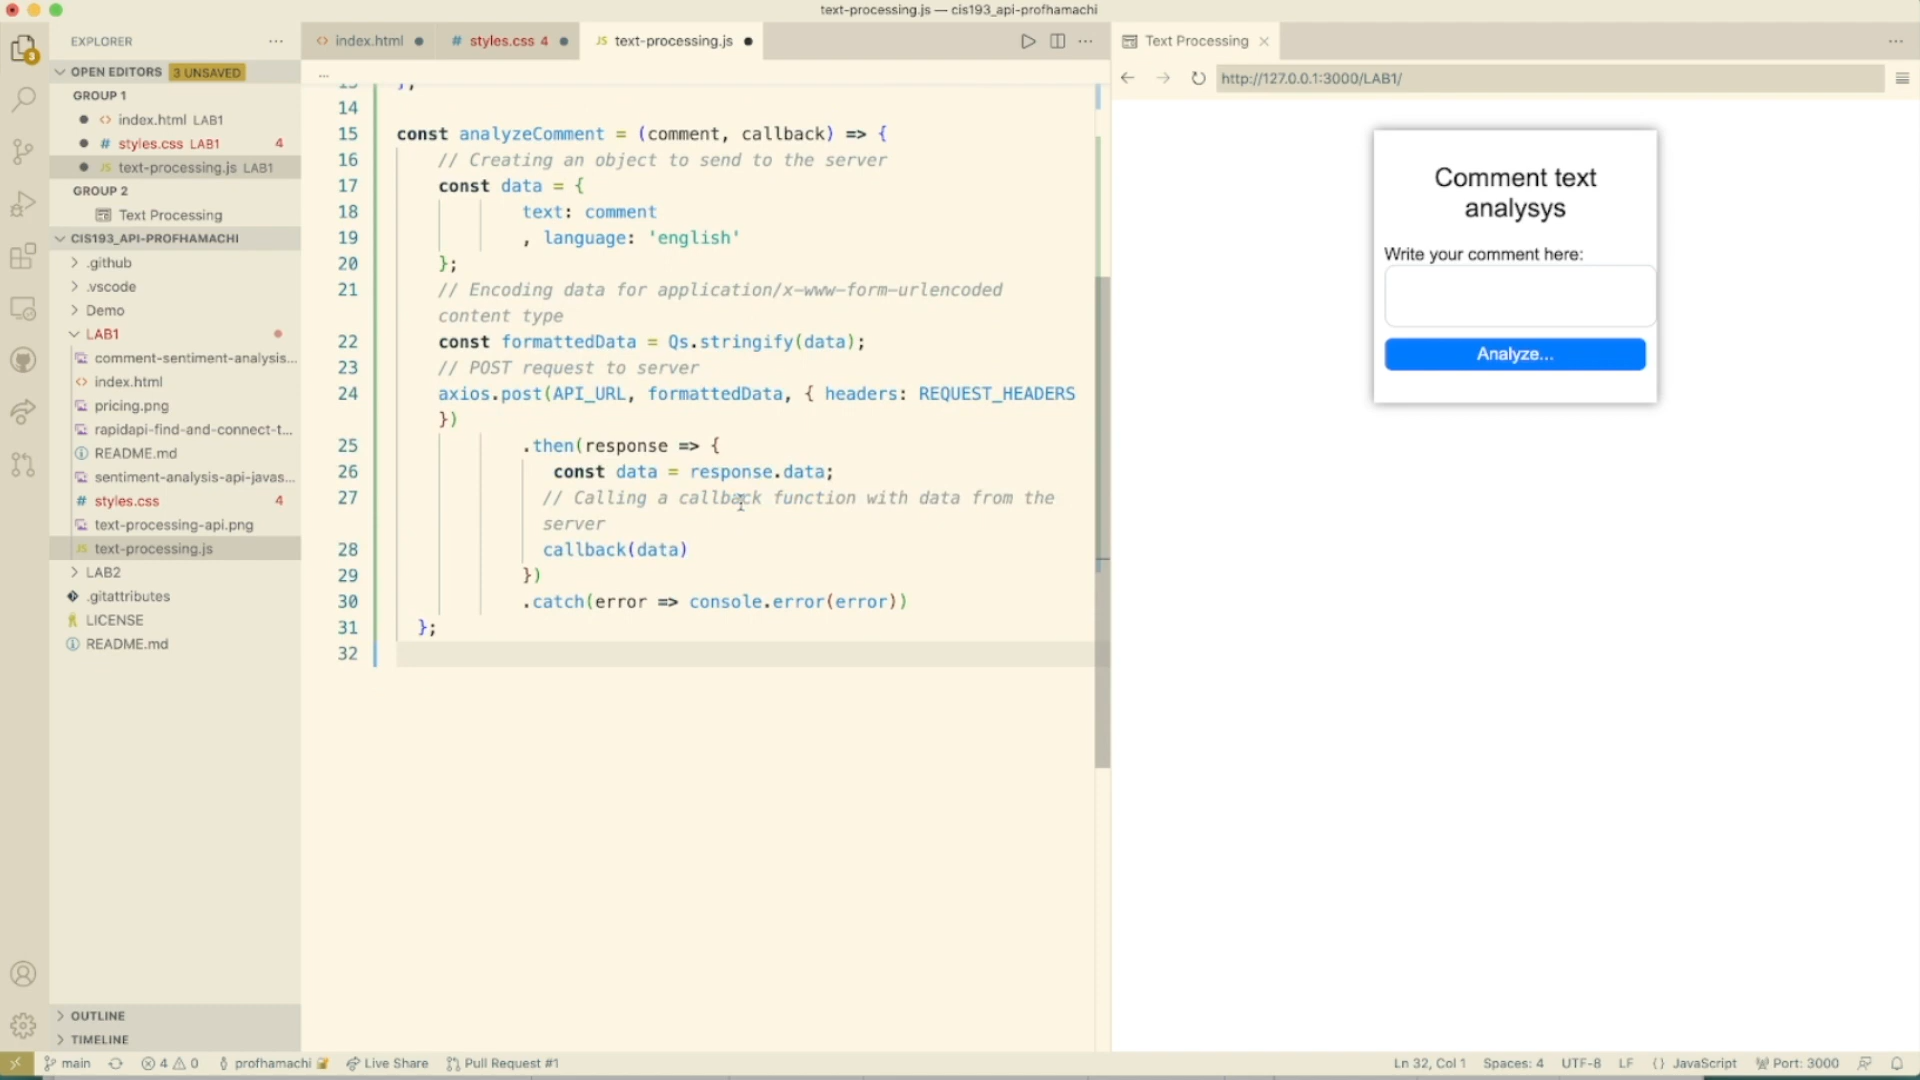 text-processing.js — cis193_api-profhamachi
EXPLORER
OPEN EDITORS 3 UNSAVED
GROUP 1
index.html LAB1
styles.css LAB1 4
text-processing.js LAB1
GROUP 2
Text Processing
CIS193_API-PROFHAMACHI
.github
.vscode
Demo
LAB1
comment-sentiment-analysis...
index.html
pricing.png
rapidapi-find-and-connect-t...
README.md
sentiment-analysis-api-javas...
styles.css 4
text-processing-api.png
text-processing.js
LAB2
.gitattributes
LICENSE
README.md
OUTLINE
TIMELINE
index.html
styles.css 4
text-processing.js
...
13 };
14
15 const analyzeComment = (comment, callback) => {
16 // Creating an object to send to the server
17 const data = {
18 text: comment
19 , language: 'english'
20 };
21 // Encoding data for application/x-www-form-urlencoded
content type
22 const formattedData = Qs.stringify(data);
23 // POST request to server
24 axios.post(API_URL, formattedData, { headers: REQUEST_HEADERS
})
25 .then(response => {
26 const data = response.data;
27 // Calling a callback function with data from the
server
28 callback(data)
29 })
30 .catch(error => console.error(error))
31 };
32
Text Processing
http://127.0.0.1:3000/LAB1/
Comment text
analysys
Write your comment here:
Analyze...
3
main 4 0 profhamachi Live Share Pull Request #1
Ln 32, Col 1 Spaces: 4 UTF-8 LF {} JavaScript Port: 3000